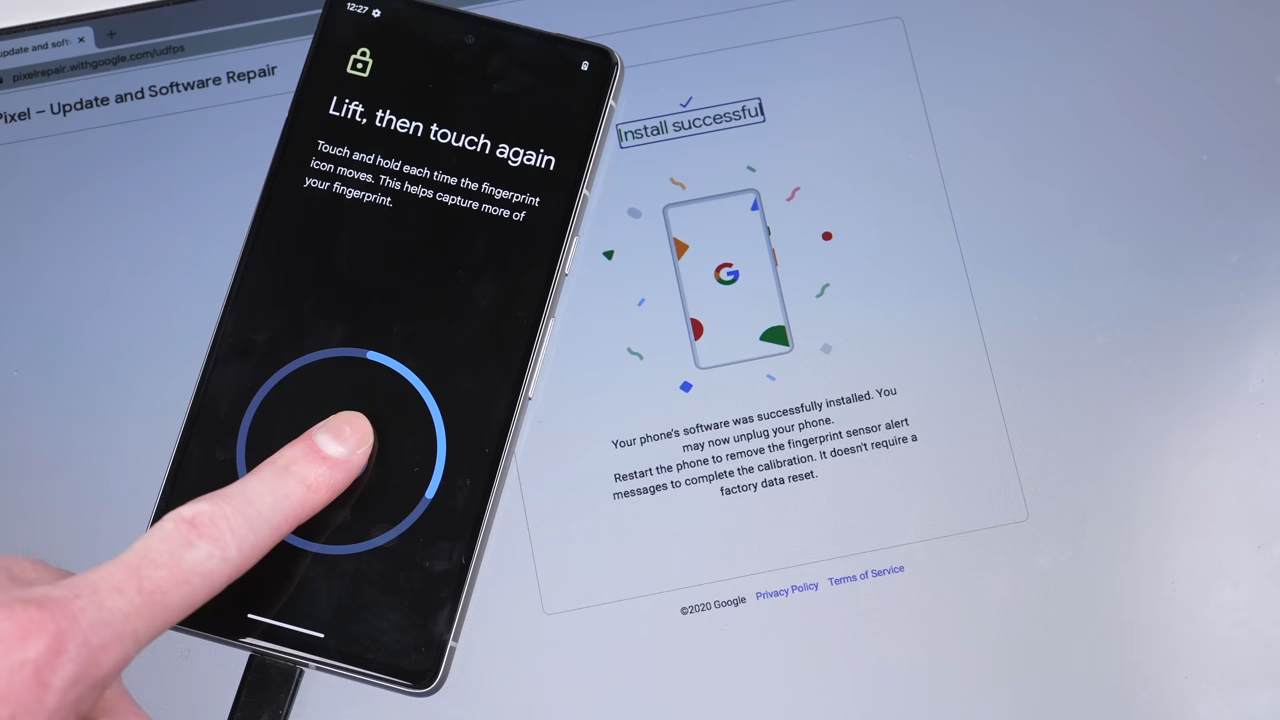 update and soft
pixelrepair.withgoogle.com/udfps
Pixel – Update and Software Repair
12:27
Lift, then touch again
Touch and hold each time the fingerprint
icon moves. This helps capture more of
your fingerprint.
Install successful
G
Your phone's software was successfully installed. You
may now unplug your phone.
Restart the phone to remove the fingerprint sensor alert
messages to complete the calibration. It doesn't require a
factory data reset.
©2020 Google Privacy Policy Terms of Service